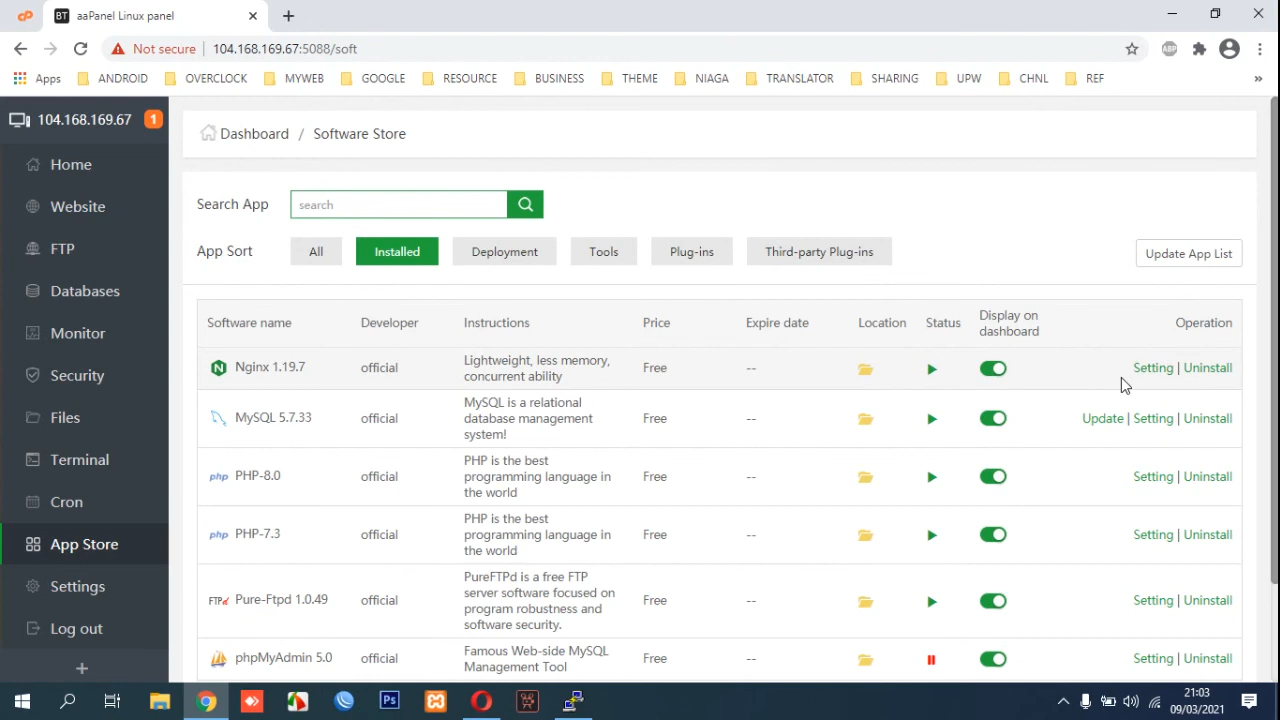 aaPanel Linux panel
Not secure
104.168.169.67:5088/soft
Apps
ANDROID
OVERCLOCK
MYWEB
GOOGLE
RESOURCE
BUSINESS
THEME
NIAGA
TRANSLATOR
SHARING
UPW
CHNL
REF
»
104.168.169.67
1
Home
Website
FTP
Databases
Monitor
Security
Files
Terminal
Cron
App Store
Settings
Log out
Dashboard / Software Store
Search App
search
App Sort
All
Installed
Deployment
Tools
Plug-ins
Third-party Plug-ins
Update App List
Software name
Developer
Instructions
Price
Expire date
Location
Status
Display on
dashboard
Operation
Nginx 1.19.7
official
Lightweight, less memory,
concurrent ability
Free
--
Setting | Uninstall
MySQL 5.7.33
official
MySQL is a relational
database management
system!
Free
--
Update | Setting | Uninstall
php PHP-8.0
official
PHP is the best
programming language in
the world
Free
--
Setting | Uninstall
php PHP-7.3
official
PHP is the best
programming language in
the world
Free
--
Setting | Uninstall
FTPd Pure-Ftpd 1.0.49
official
PureFTPd is a free FTP
server software focused on
program robustness and
software security.
Free
--
Setting | Uninstall
phpMyAdmin 5.0
official
Famous Web-side MySQL
Management Tool
Free
--
Setting | Uninstall
21:03
09/03/2021